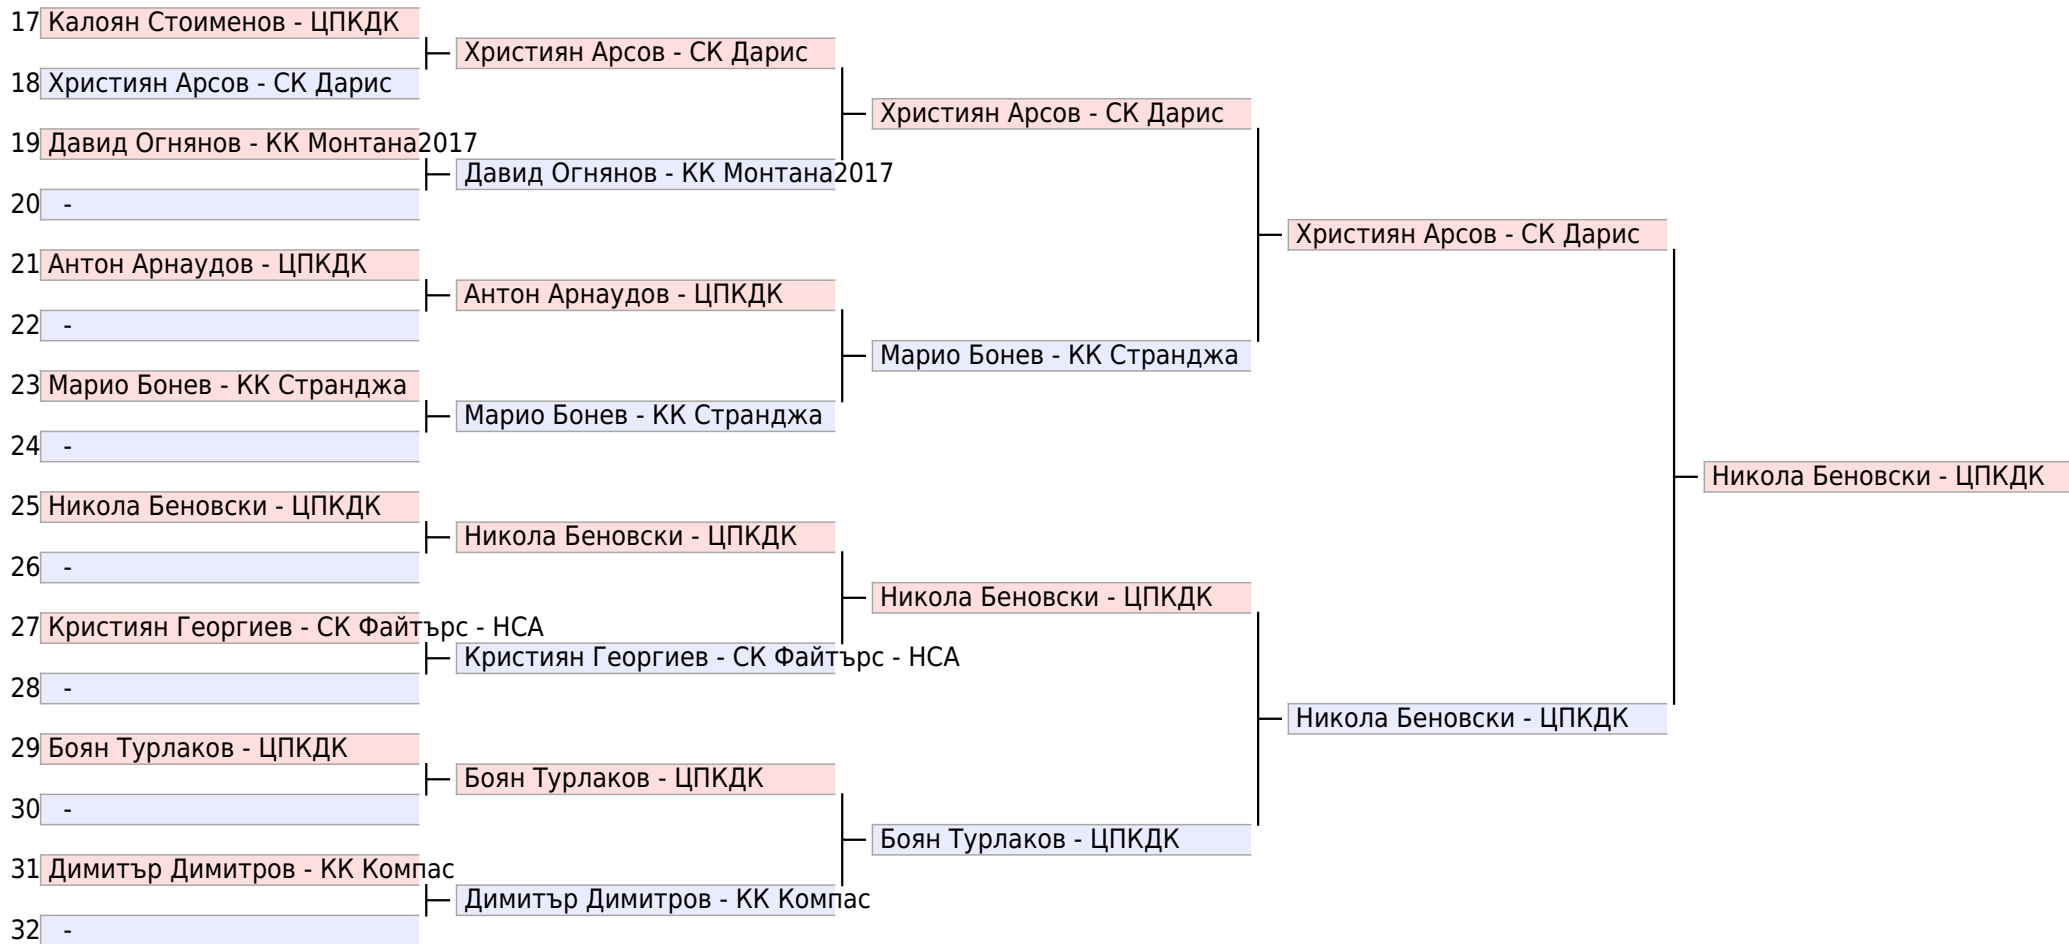 17 Калоян Стоименов - ЦПКДК
Християн Арсов - СК Дарис
18 Християн Арсов - СК Дарис
Християн Арсов - СК Дарис
19 Давид Огнянов - КК Монтана2017
Давид Огнянов - КК Монтана2017
20 -
Християн Арсов - СК Дарис
21 Антон Арнаудов - ЦПКДК
Антон Арнаудов - ЦПКДК
22 -
Марио Бонев - КК Странджа
23 Марио Бонев - КК Странджа
Марио Бонев - КК Странджа
24 -
Никола Беновски - ЦПКДК
25 Никола Беновски - ЦПКДК
Никола Беновски - ЦПКДК
26 -
Никола Беновски - ЦПКДК
27 Кристиян Георгиев - СК Файтърс - НСА
Кристиян Георгиев - СК Файтърс - НСА
28 -
Никола Беновски - ЦПКДК
29 Боян Турлаков - ЦПКДК
Боян Турлаков - ЦПКДК
30 -
Боян Турлаков - ЦПКДК
31 Димитър Димитров - КК Компас
Димитър Димитров - КК Компас
32 -